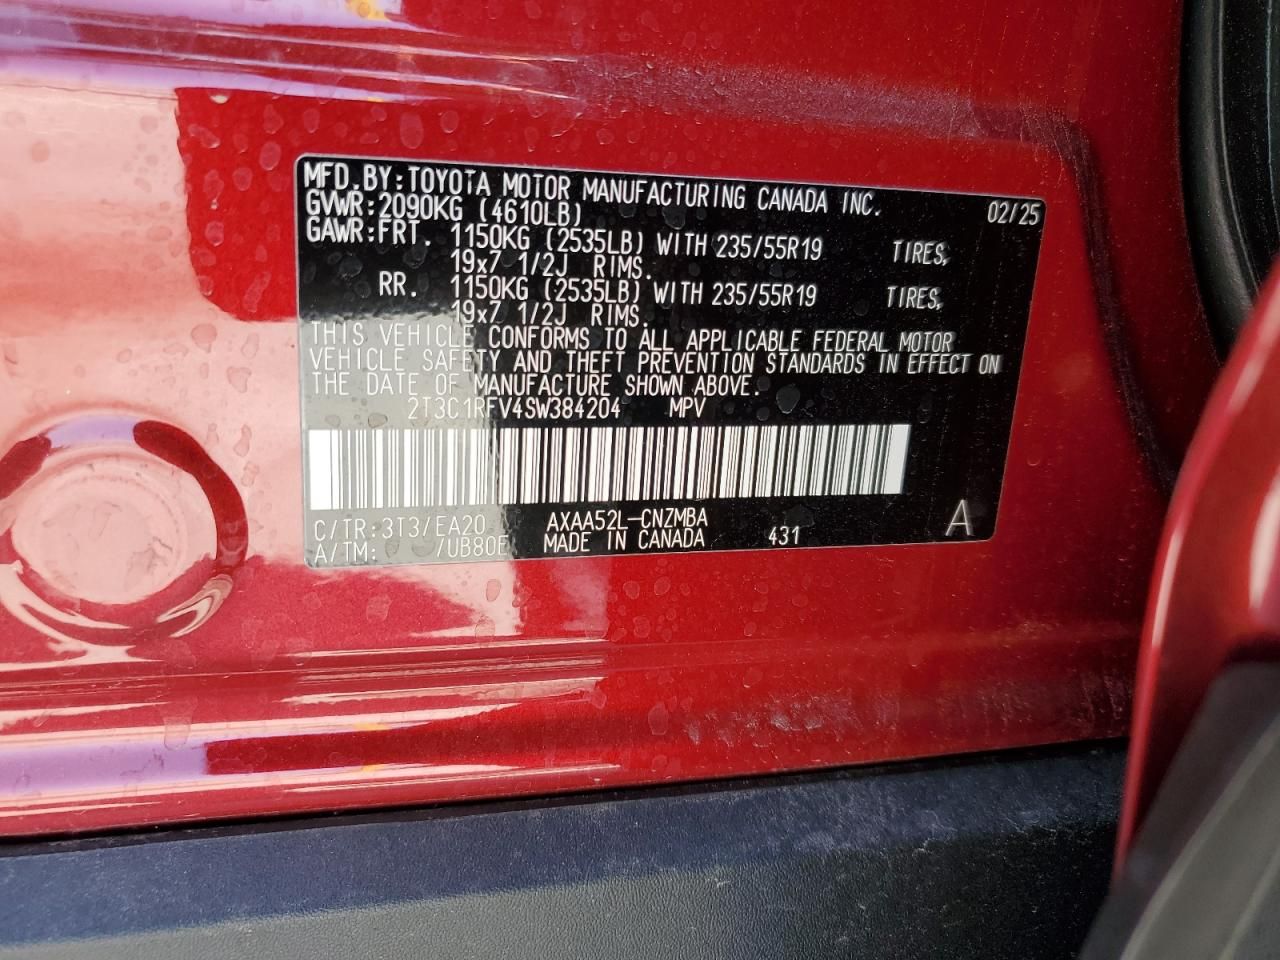 MFD.BY:TOYOTA MOTOR MANUFACTURING CANADA INC. 02/25
GVWR:2090KG (4610LB)
GAWR:FRT. 1150KG (2535LB) WITH 235/55R19 TIRES,
19x7 1/2J RIMS.
RR. 1150KG (2535LB) WITH 235/55R19 TIRES,
19x7 1/2J RIMS.
THIS VEHICLE CONFORMS TO ALL APPLICABLE FEDERAL MOTOR
VEHICLE SAFETY AND THEFT PREVENTION STANDARDS IN EFFECT ON
THE DATE OF MANUFACTURE SHOWN ABOVE.
2T3C1RFV4SW384204 MPV
C/TR:3T3/EA20 AXAA52L-CNZMBA
A/TM: /UB80E MADE IN CANADA 431 A